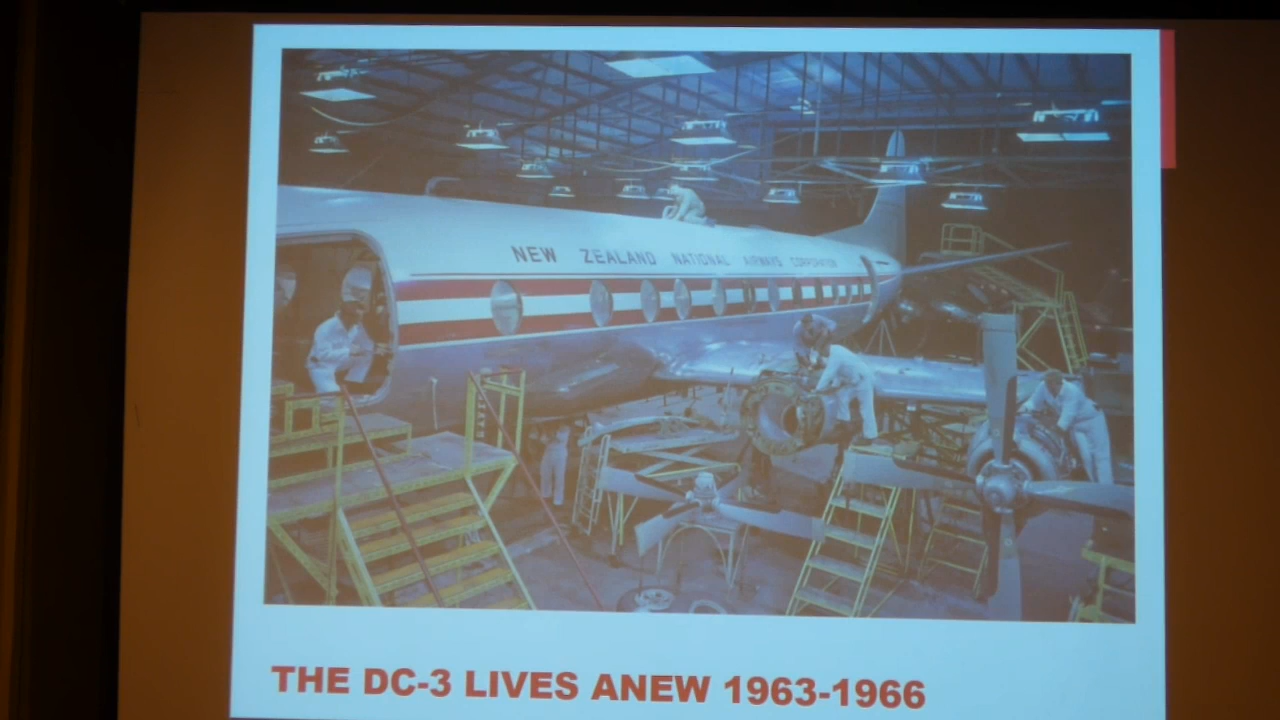 NEW ZEALAND NATIONAL AIRWAYS CORPORATION
THE DC-3 LIVES ANEW 1963-1966